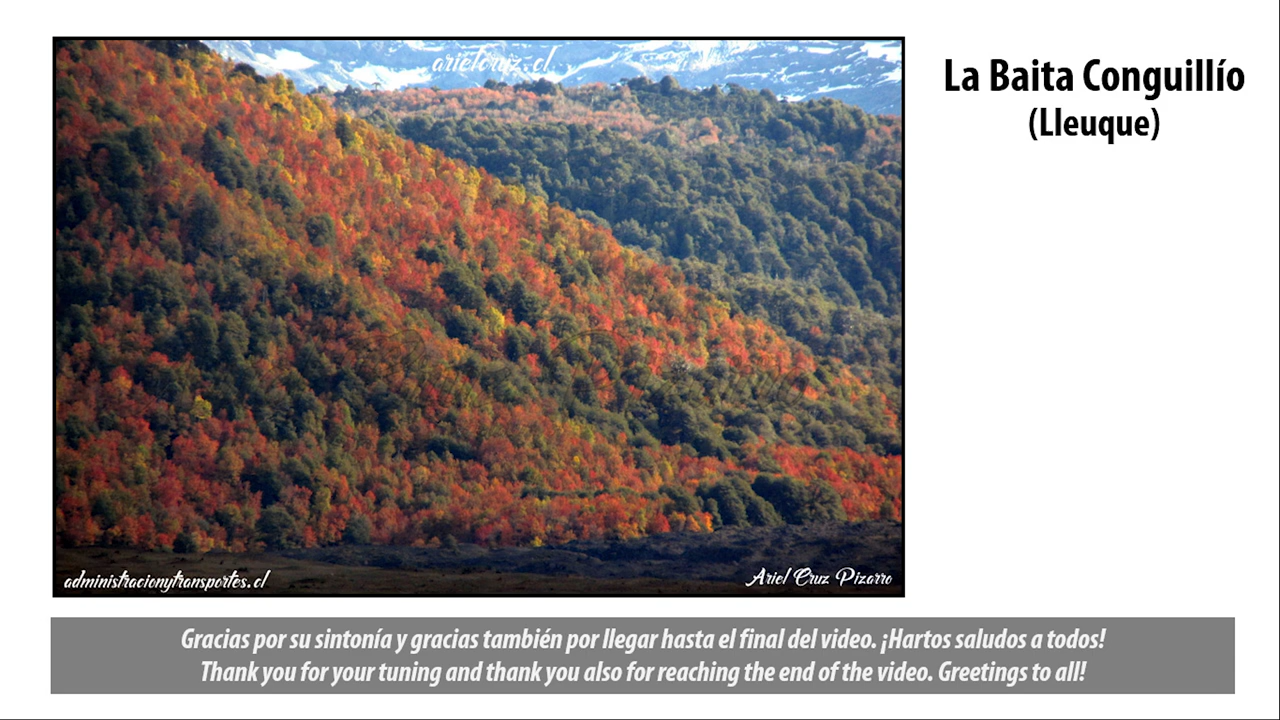 arielcruz.cl
La Baita Conguillío
(Lleuque)
administracionytransportes.cl
Ariel Cruz Pizarro
Gracias por su sintonía y gracias también por llegar hasta el final del video. ¡Hartos saludos a todos!
Thank you for your tuning and thank you also for reaching the end of the video. Greetings to all!